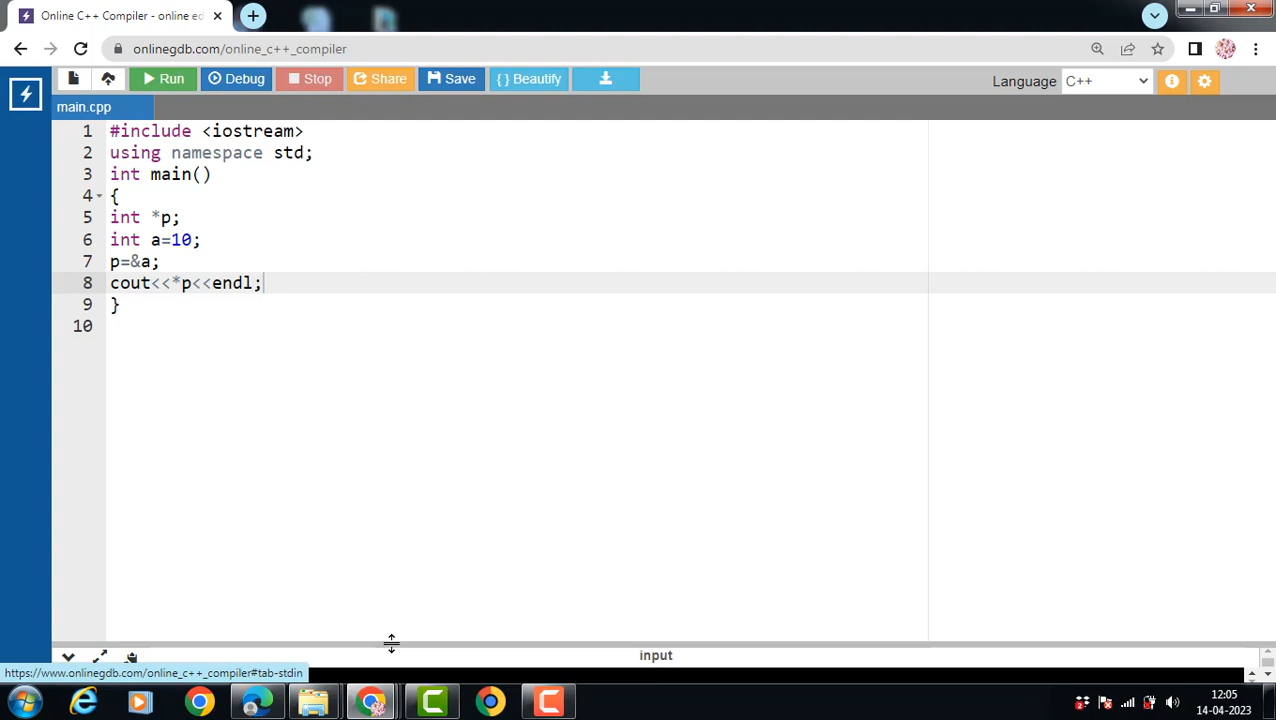 Online C++ Compiler - online ed
onlinegdb.com/online_c++_compiler
Run Debug Stop Share Save { } Beautify Language C++
main.cpp
1 #include <iostream>
2 using namespace std;
3 int main()
4 {
5 int *p;
6 int a=10;
7 p=&a;
8 cout<<*p<<endl;
9 }
10
input
https://www.onlinegdb.com/online_c++_compiler#tab-stdin
12:05
14-04-2023